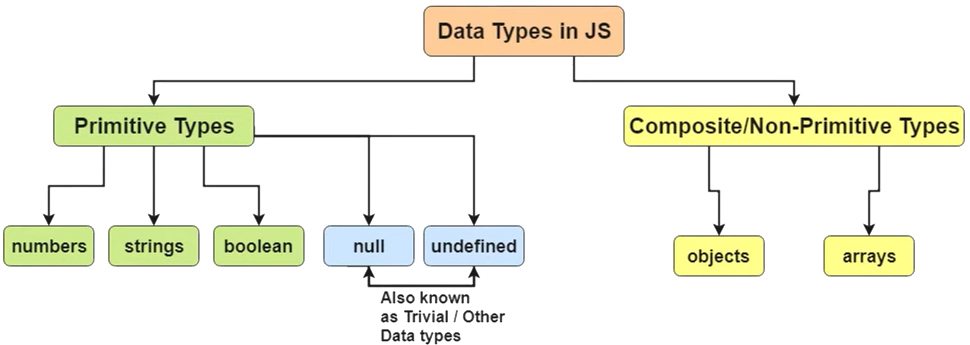 Data Types in JS
Primitive Types
Composite/Non-Primitive Types
numbers
strings
boolean
null
undefined
objects
arrays
Also known
as Trivial / Other
Data types